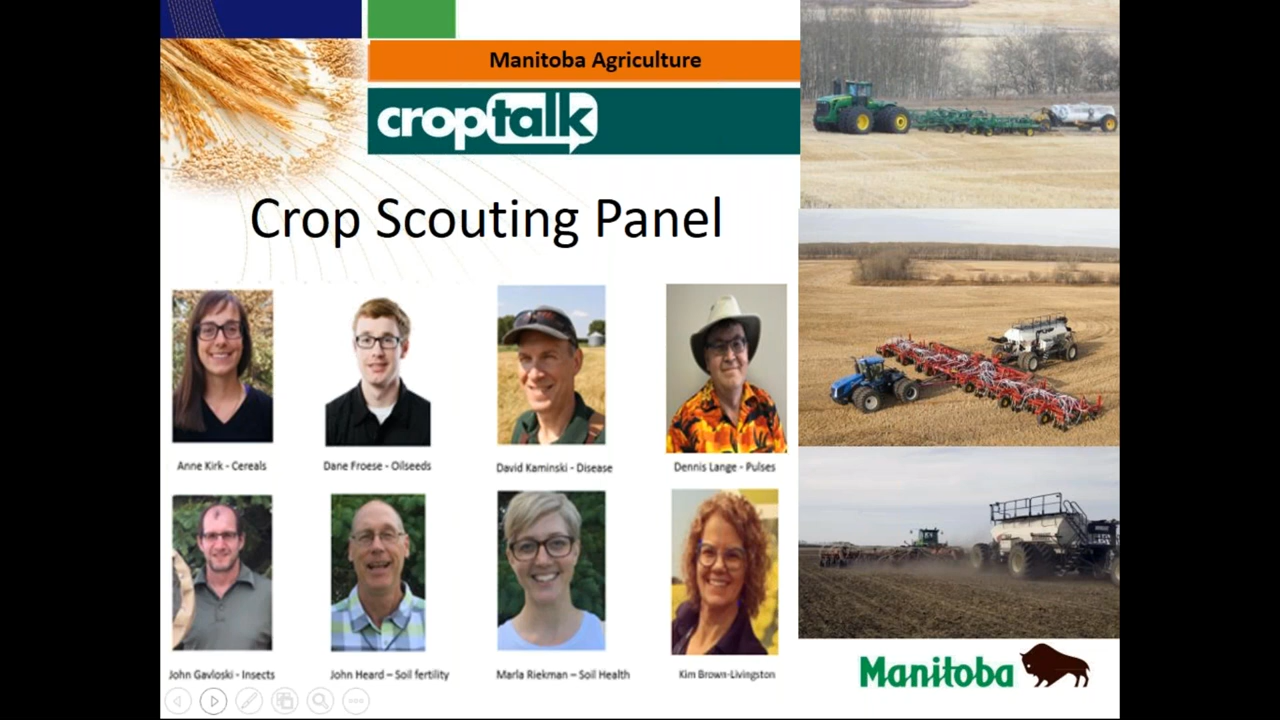 Manitoba Agriculture
croptalk
Crop Scouting Panel
Anne Kirk - Cereals
Dane Froese - Oilseeds
David Kaminski - Disease
Dennis Lange - Pulses
John Gavloski - Insects
John Heard – Soil fertility
Marla Riekman – Soil Health
Kim Brown-Livingston
Manitoba